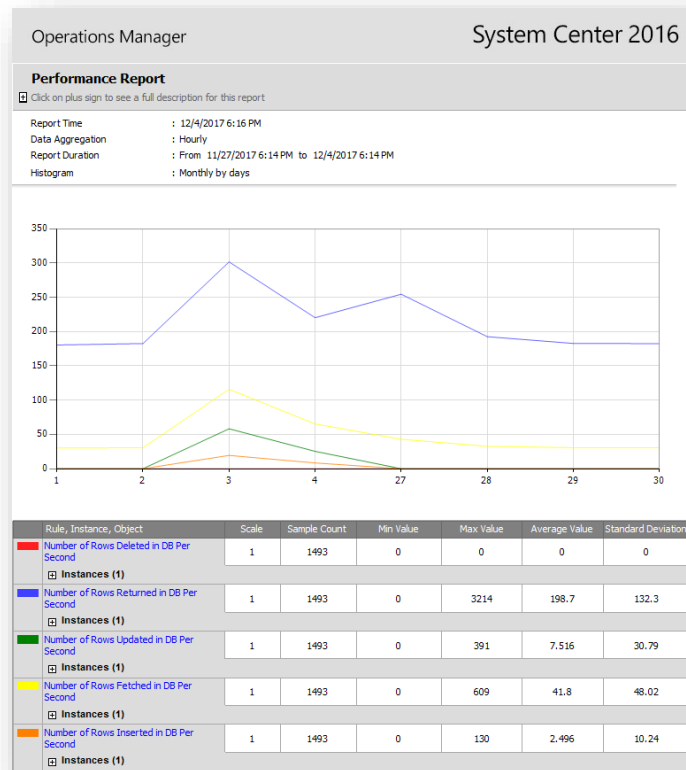 Operations Manager System Center 2016
Performance Report
Click on plus sign to see a full description for this report
Report Time : 12/4/2017 6:16 PM
Data Aggregation : Hourly
Report Duration : From 11/27/2017 6:14 PM to 12/4/2017 6:14 PM
Histogram : Monthly by days
350
300
250
200
150
100
50
0
1 2 3 4 27 28 29 30
Rule, Instance, Object Scale Sample Count Min Value Max Value Average Value Standard Deviation
Number of Rows Deleted in DB Per
Second 1 1493 0 0 0 0
Instances (1)
Number of Rows Returned in DB Per
Second 1 1493 0 3214 198.7 132.3
Instances (1)
Number of Rows Updated in DB Per
Second 1 1493 0 391 7.516 30.79
Instances (1)
Number of Rows Fetched in DB Per
Second 1 1493 0 609 41.8 48.02
Instances (1)
Number of Rows Inserted in DB Per
Second 1 1493 0 130 2.496 10.24
Instances (1)